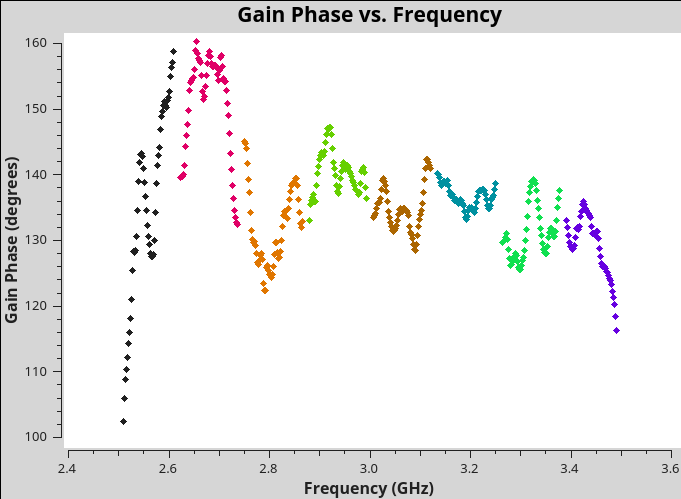 Gain Phase vs. Frequency
Gain Phase (degrees)
160
150
140
130
120
110
100
2.4 2.6 2.8 3.0 3.2 3.4 3.6
Frequency (GHz)